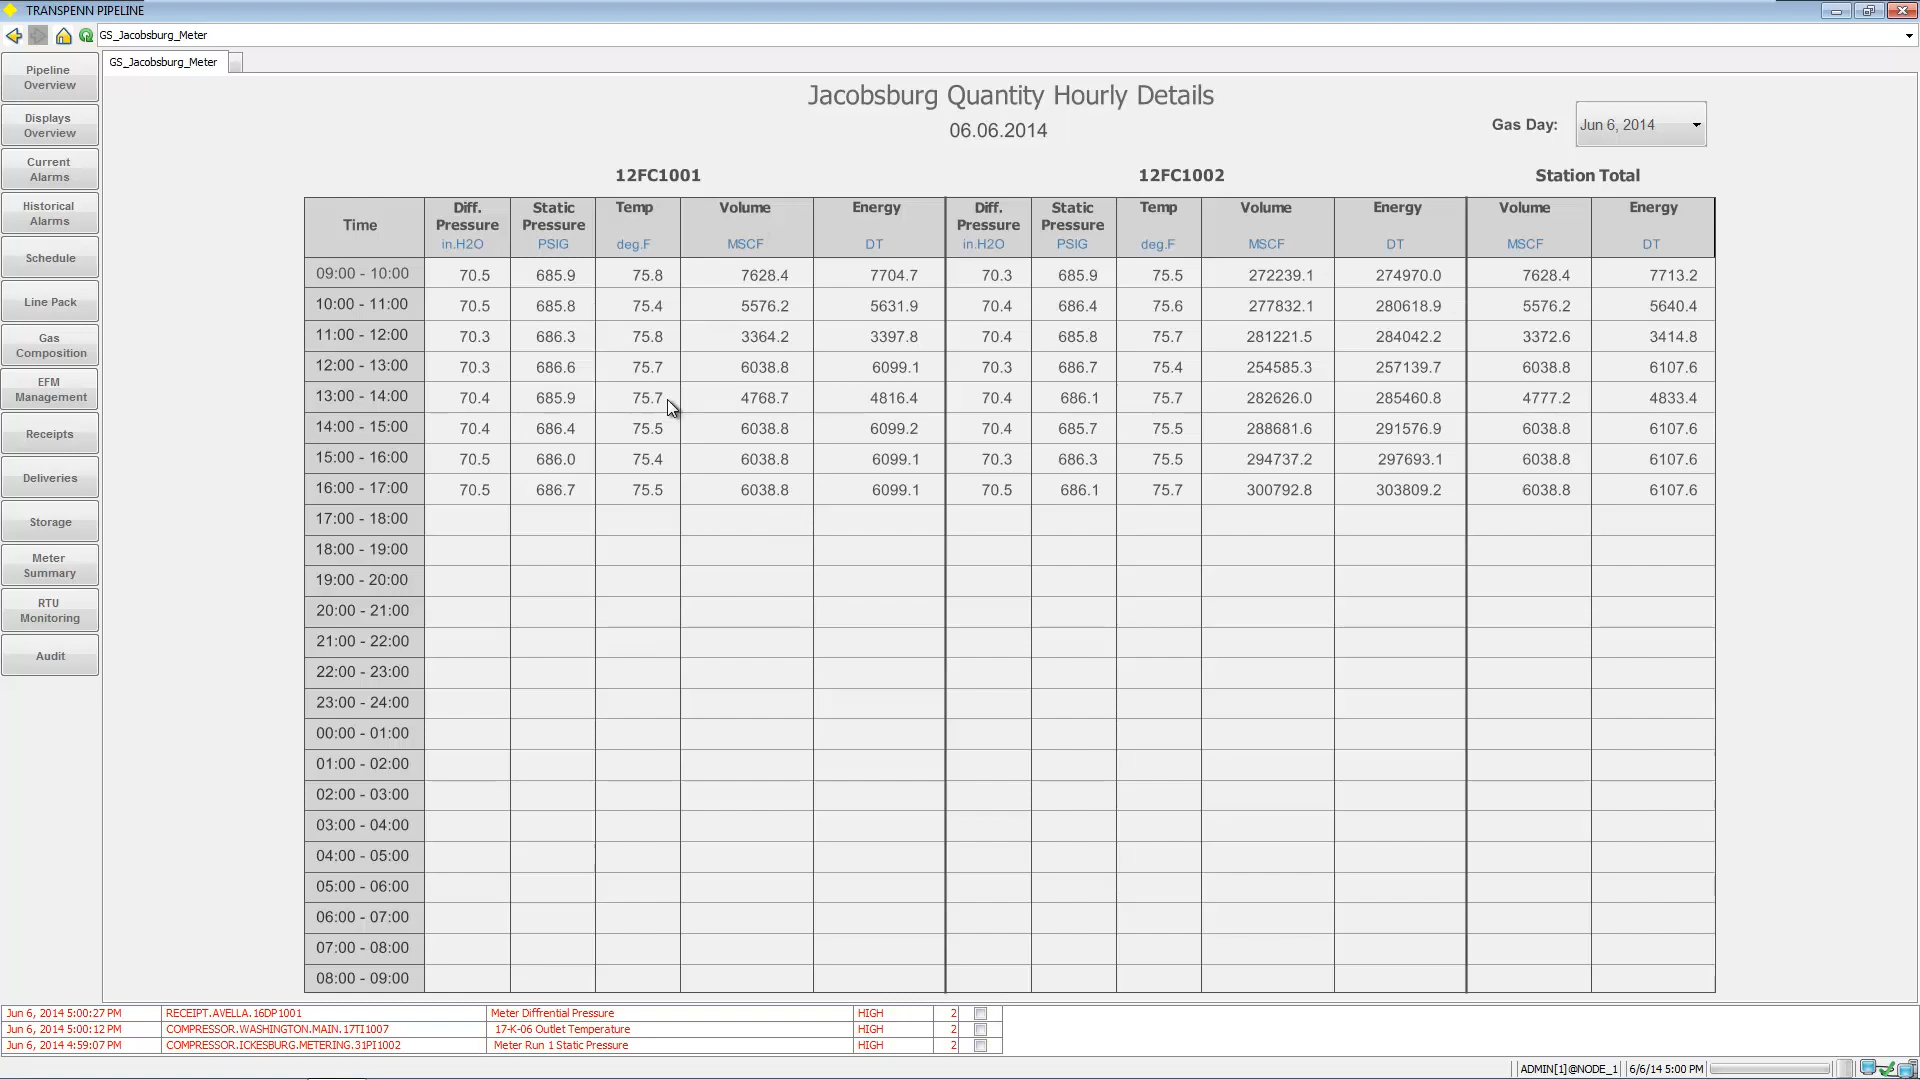 TRANSPENN PIPELINE
GS_Jacobsburg_Meter
GS_Jacobsburg_Meter
Pipeline
Overview
Displays
Overview
Current
Alarms
Historical
Alarms
Schedule
Line Pack
Gas
Composition
EFM
Management
Receipts
Deliveries
Storage
Meter
Summary
RTU
Monitoring
Audit
Jacobsburg Quantity Hourly Details
06.06.2014
Gas Day: Jun 6, 2014
12FC1001 12FC1002 Station Total
Time Diff. Pressure Static Pressure Temp Volume Energy Diff. Pressure Static Pressure Temp Volume Energy Volume Energy
in.H2O PSIG deg.F MSCF DT in.H2O PSIG deg.F MSCF DT MSCF DT
09:00 - 10:00 70.5 685.9 75.8 7628.4 7704.7 70.3 685.9 75.5 272239.1 274970.0 7628.4 7713.2
10:00 - 11:00 70.5 685.8 75.4 5576.2 5631.9 70.4 686.4 75.6 277832.1 280618.9 5576.2 5640.4
11:00 - 12:00 70.3 686.3 75.8 3364.2 3397.8 70.4 685.8 75.7 281221.5 284042.2 3372.6 3414.8
12:00 - 13:00 70.3 686.6 75.7 6038.8 6099.1 70.3 686.7 75.4 254585.3 257139.7 6038.8 6107.6
13:00 - 14:00 70.4 685.9 75.7 4768.7 4816.4 70.4 686.1 75.7 282626.0 285460.8 4777.2 4833.4
14:00 - 15:00 70.4 686.4 75.5 6038.8 6099.2 70.4 685.7 75.5 288681.6 291576.9 6038.8 6107.6
15:00 - 16:00 70.5 686.0 75.4 6038.8 6099.1 70.3 686.3 75.5 294737.2 297693.1 6038.8 6107.6
16:00 - 17:00 70.5 686.7 75.5 6038.8 6099.1 70.5 686.1 75.7 300792.8 303809.2 6038.8 6107.6
17:00 - 18:00
18:00 - 19:00
19:00 - 20:00
20:00 - 21:00
21:00 - 22:00
22:00 - 23:00
23:00 - 24:00
00:00 - 01:00
01:00 - 02:00
02:00 - 03:00
03:00 - 04:00
04:00 - 05:00
05:00 - 06:00
06:00 - 07:00
07:00 - 08:00
08:00 - 09:00
Jun 6, 2014 5:00:27 PM RECEIPT.AVELLA.16DP1001 Meter Diffrential Pressure HIGH 2
Jun 6, 2014 5:00:12 PM COMPRESSOR.WASHINGTON.MAIN.17TI1007 17-K-06 Outlet Temperature HIGH 2
Jun 6, 2014 4:59:07 PM COMPRESSOR.ICKESBURG.METERING.31PI1002 Meter Run 1 Static Pressure HIGH 2
ADMIN[1]@NODE_1 6/6/14 5:00 PM